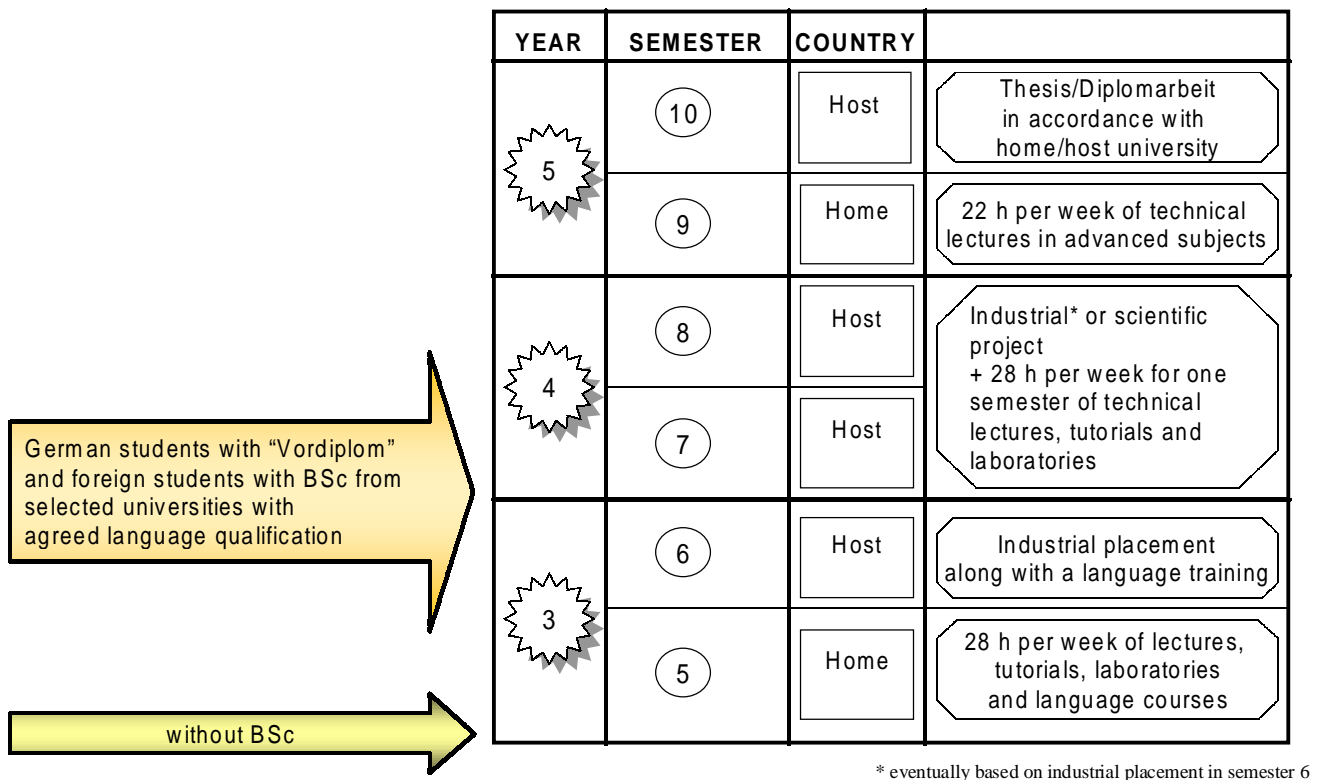 YEAR SEMESTER COUNTRY
5
10
Host
Thesis/Diplomarbeit
in accordance with
home/host university
9
Home
22 h per week of technical
lectures in advanced subjects
4
8
Host
Industrial* or scientific
project
+ 28 h per week for one
semester of technical
lectures, tutorials and
laboratories
7
Host
German students with “Vordiplom”
and foreign students with BSc from
selected universities with
agreed language qualification
3
6
Host
Industrial placement
along with a language training
5
Home
28 h per week of lectures,
tutorials, laboratories
and language courses
without BSc
* eventually based on industrial placement in semester 6